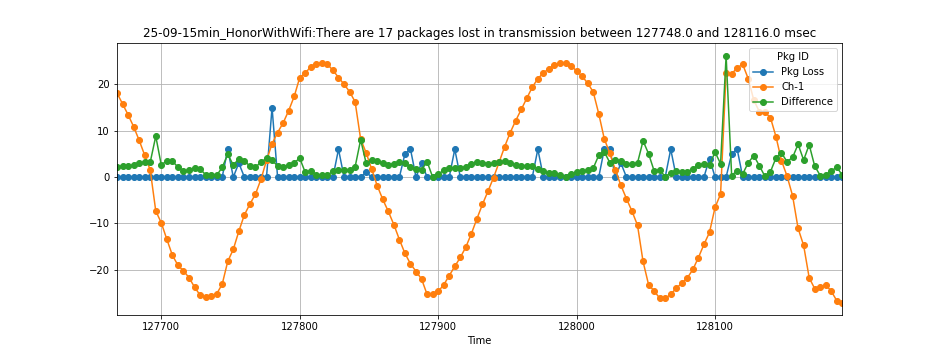 25-09-15min_HonorWithWifi:There are 17 packages lost in transmission between 127748.0 and 128116.0 msec
Pkg ID
Pkg Loss
Ch-1
Difference
20
10
0
−10
−20
127700 127800 127900 128000 128100
Time